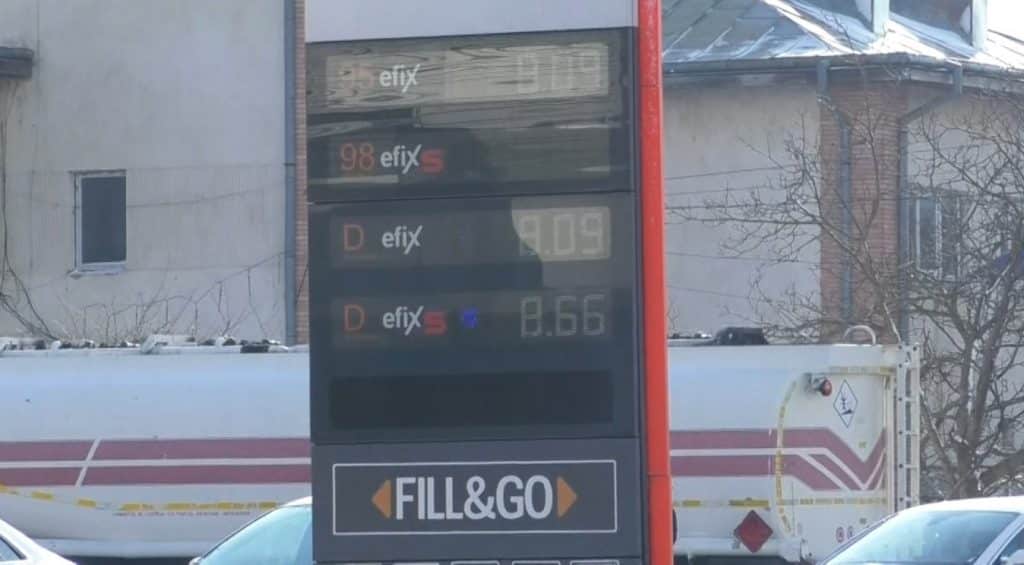 95 efix 9.09
98 efix S
D efix 9.09
D efix S 8.66
FILL&GO